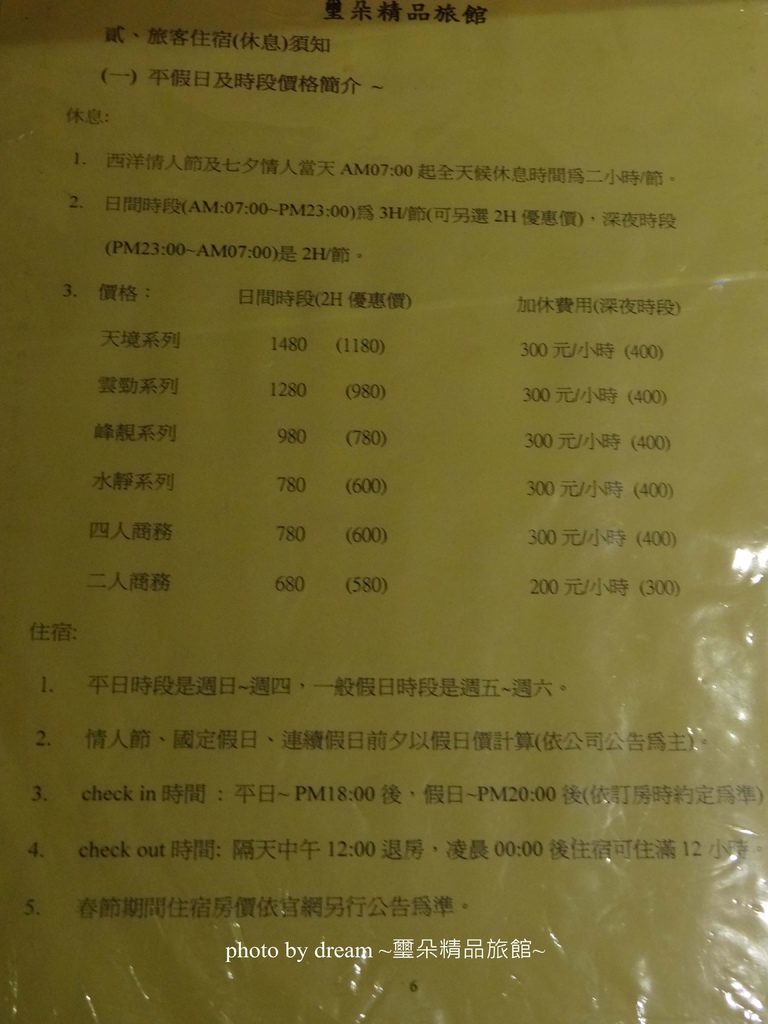 璽朵精品旅館
貳、旅客住宿(休息)須知
(一) 平假日及時段價格簡介 ~
休息:
1. 西洋情人節及七夕情人當天 AM07:00 起全天候休息時間為二小時/節。
2. 日間時段(AM:07:00~PM23:00)為 3H/節(可另選 2H 優惠價)、深夜時段
(PM23:00~AM07:00)是 2H/節。
3. 價格： 日間時段(2H 優惠價) 加休費用(深夜時段)
天境系列 1480 (1180) 300 元/小時 (400)
雲勁系列 1280 (980) 300 元/小時 (400)
峰靚系列 980 (780) 300 元/小時 (400)
水靜系列 780 (600) 300 元/小時 (400)
四人商務 780 (600) 300 元/小時 (400)
二人商務 680 (580) 200 元/小時 (300)
住宿:
1. 平日時段是週日~週四，一般假日時段是週五~週六。
2. 情人節、國定假日、連續假日前夕以假日價計算(依公司公告為主)。
3. check in 時間 : 平日~ PM18:00 後，假日~PM20:00 後(依訂房時約定為準)
4. check out 時間: 隔天中午 12:00 退房，凌晨 00:00 後住宿可住滿 12 小時。
5. 春節期間住宿房價依官網另行公告為準。
photo by dream ~璽朵精品旅館~
6